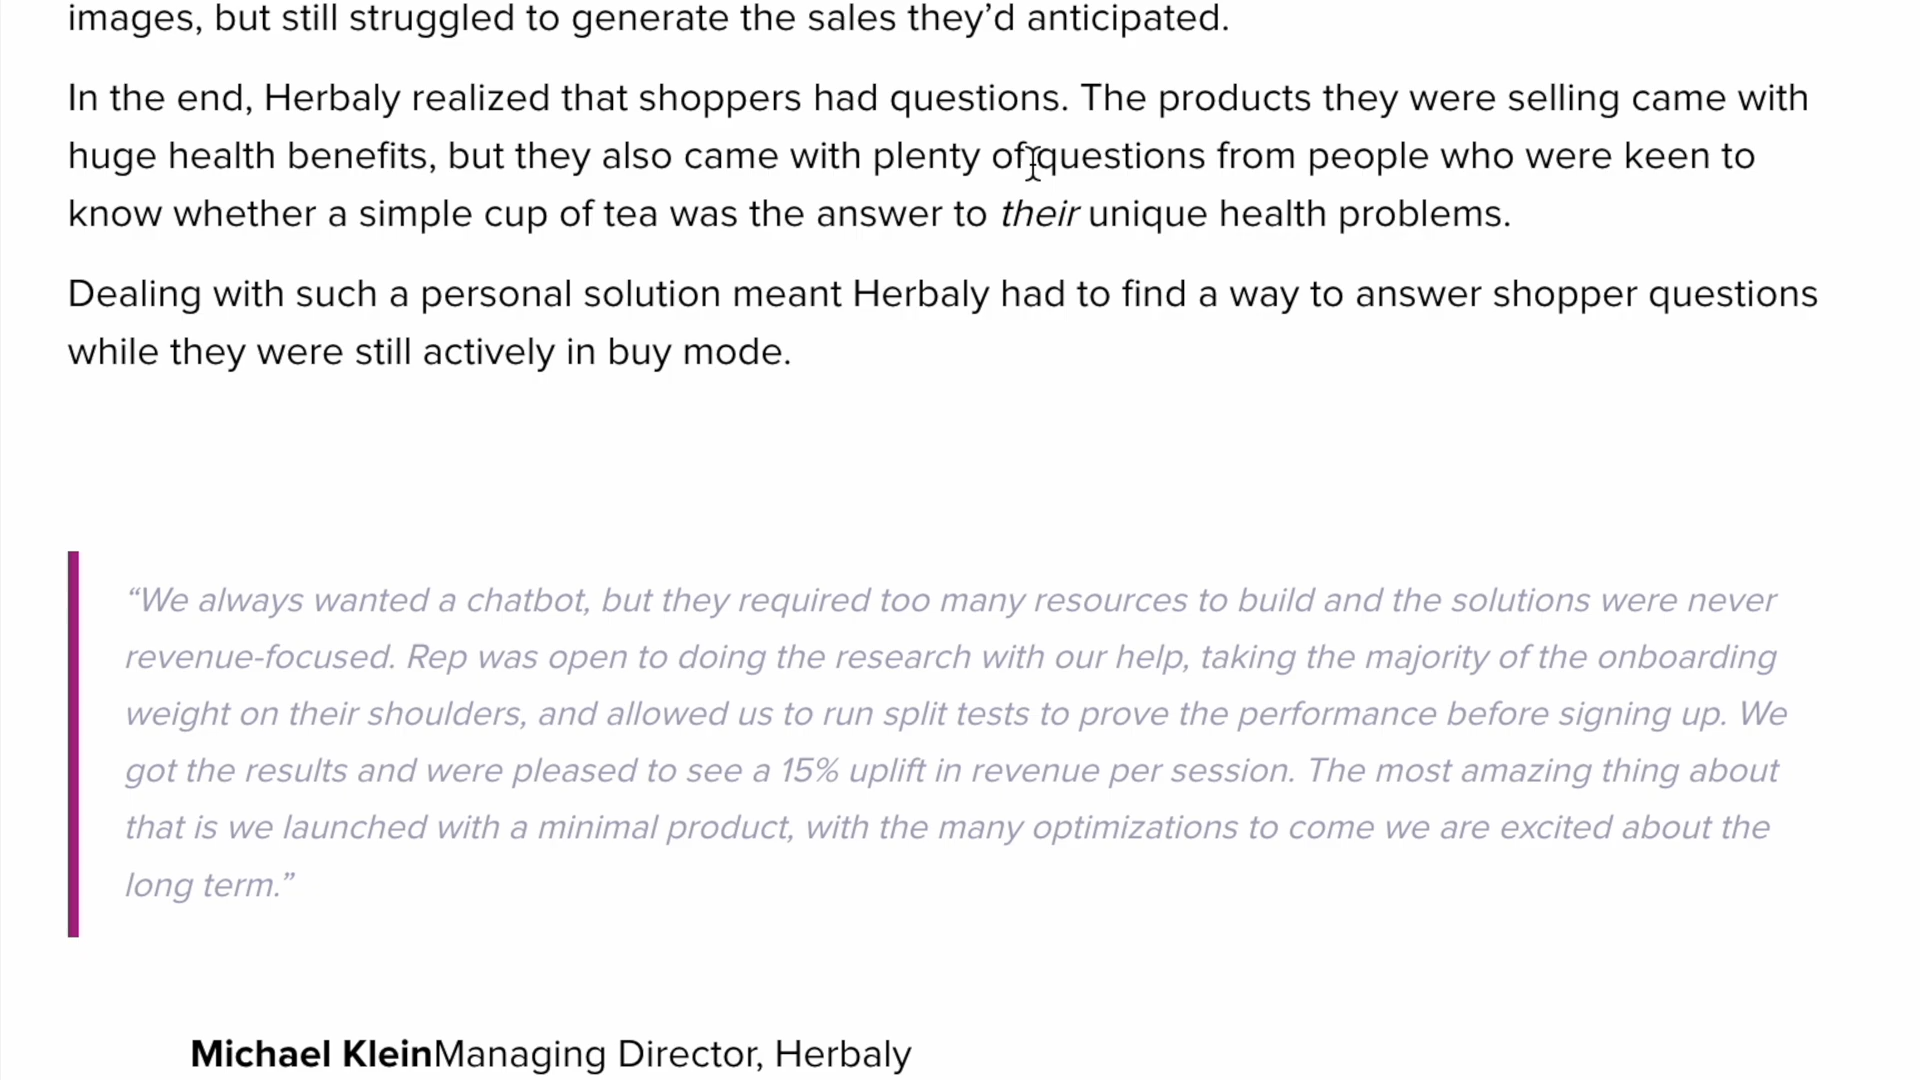 images, but still struggled to generate the sales they’d anticipated.
In the end, Herbaly realized that shoppers had questions. The products they were selling came with
huge health benefits, but they also came with plenty of questions from people who were keen to
know whether a simple cup of tea was the answer to their unique health problems.
Dealing with such a personal solution meant Herbaly had to find a way to answer shopper questions
while they were still actively in buy mode.
“We always wanted a chatbot, but they required too many resources to build and the solutions were never
revenue-focused. Rep was open to doing the research with our help, taking the majority of the onboarding
weight on their shoulders, and allowed us to run split tests to prove the performance before signing up. We
got the results and were pleased to see a 15% uplift in revenue per session. The most amazing thing about
that is we launched with a minimal product, with the many optimizations to come we are excited about the
long term.”
Michael KleinManaging Director, Herbaly